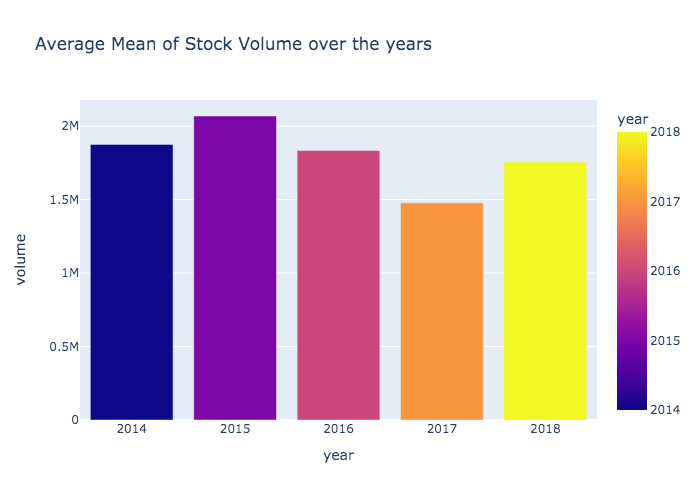 Average Mean of Stock Volume over the years
volume
2M
1.5M
1M
0.5M
0
2014
2015
2016
2017
2018
year
year
2018
2017
2016
2015
2014